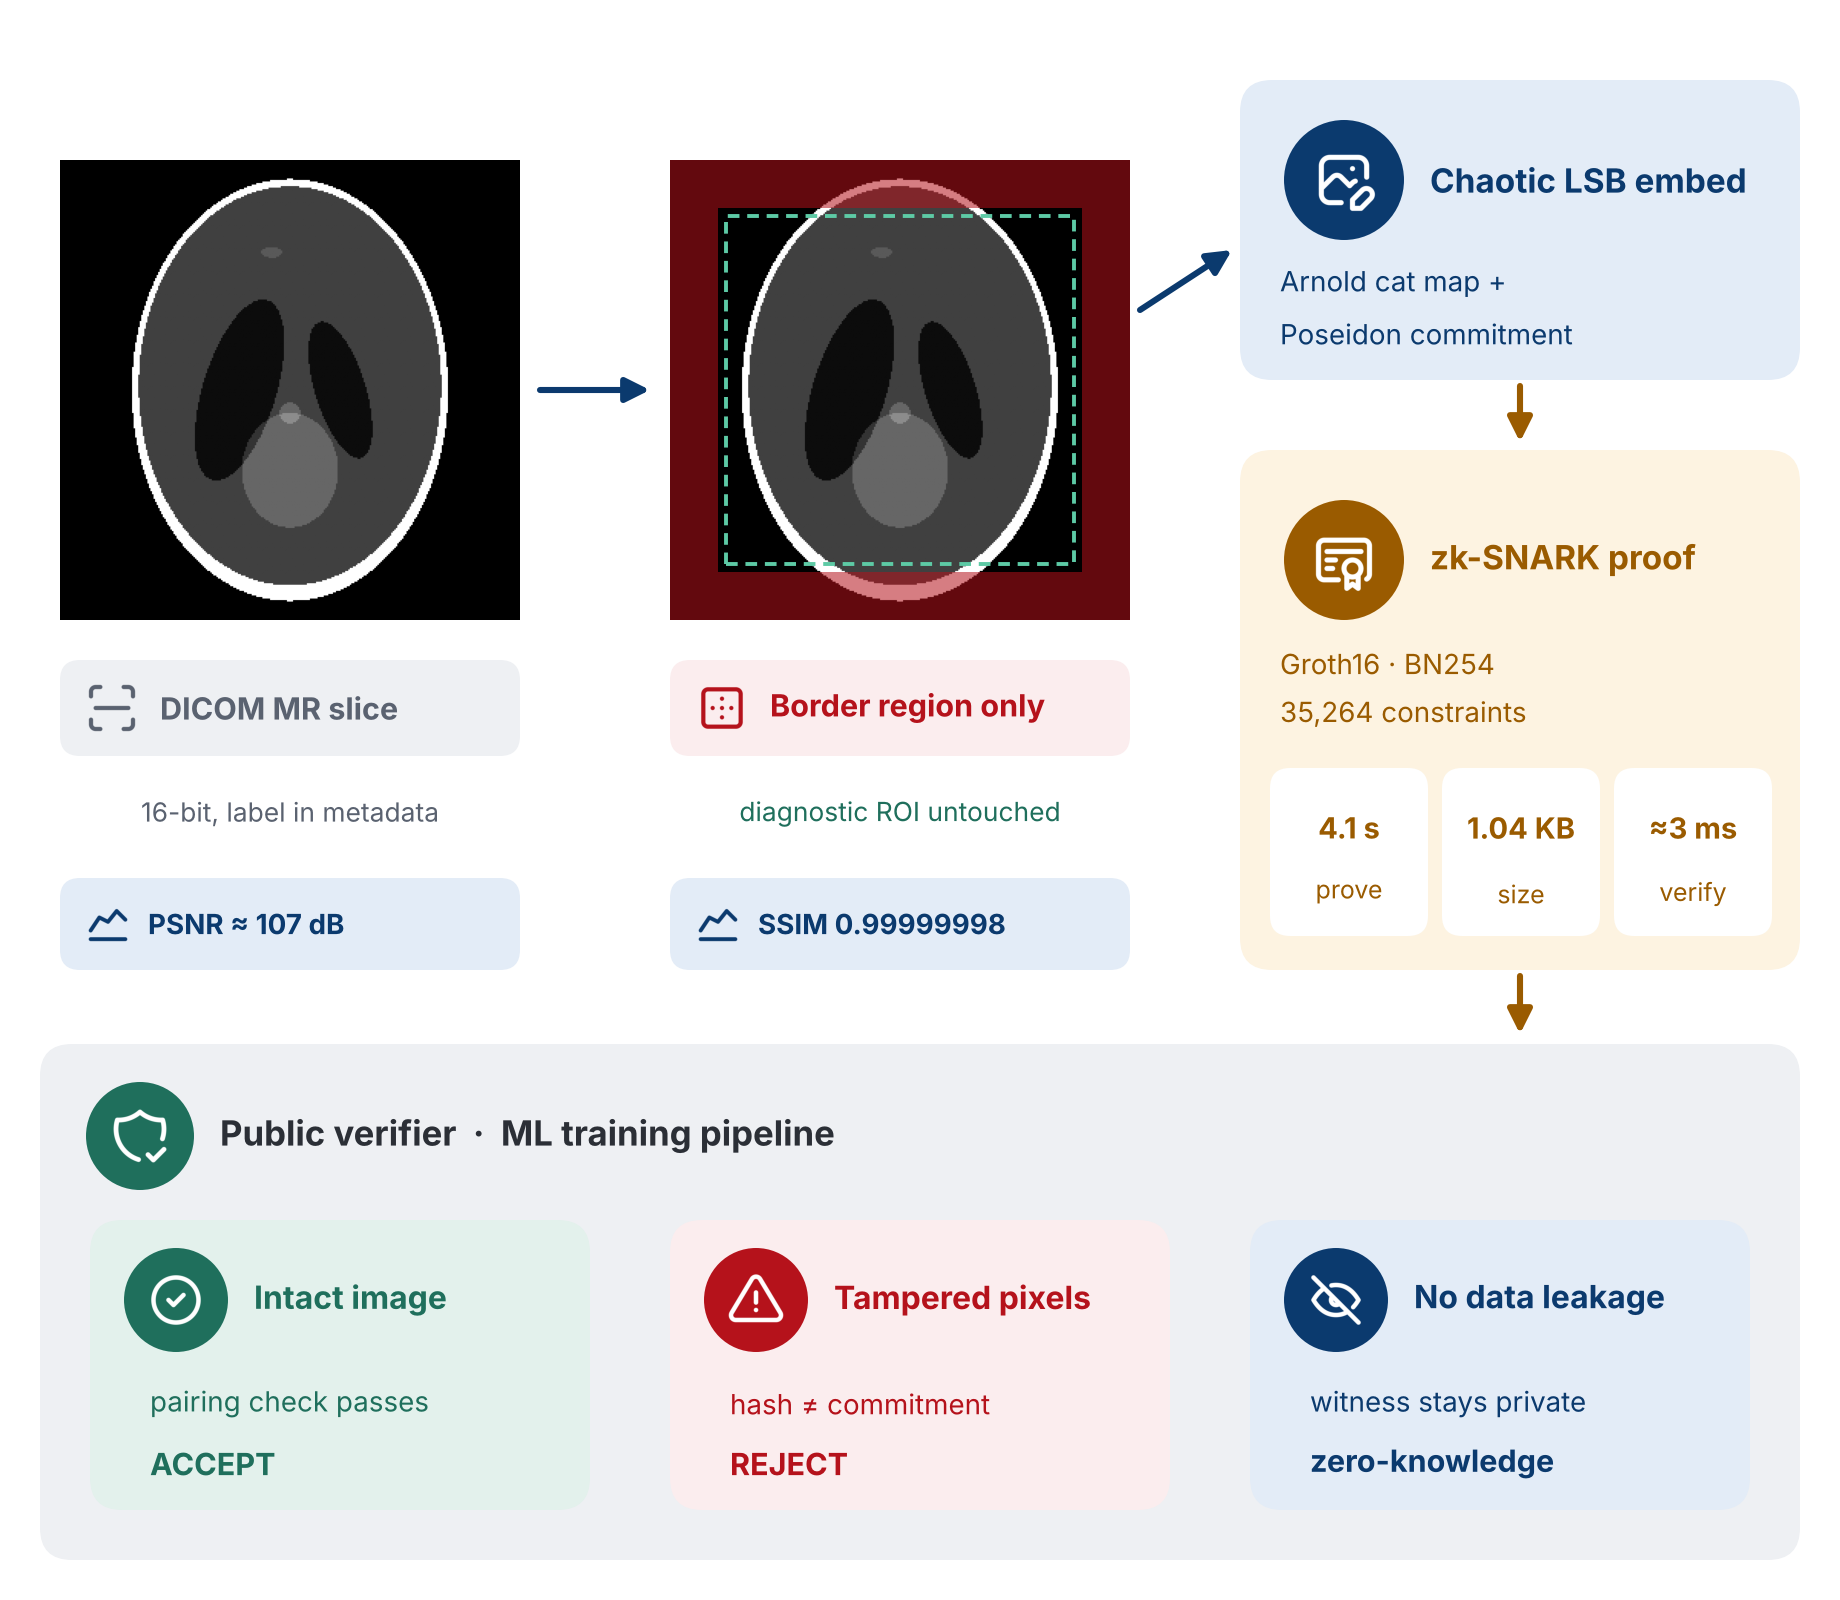 Chaotic LSB embed
Arnold cat map +
Poseidon commitment
DICOM MR slice
16-bit, label in metadata
PSNR ≈ 107 dB
Border region only
diagnostic ROI untouched
SSIM 0.99999998
zk-SNARK proof
Groth16 · BN254
35,264 constraints
4.1 s
prove
1.04 KB
size
≈3 ms
verify
Public verifier · ML training pipeline
Intact image
pairing check passes
ACCEPT
Tampered pixels
hash ≠ commitment
REJECT
No data leakage
witness stays private
zero-knowledge